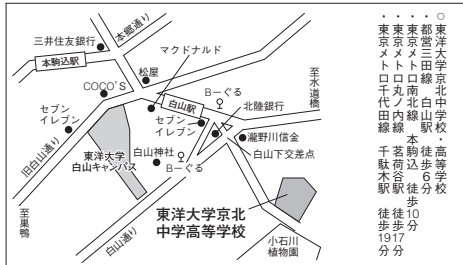 ○東洋大学京北中学校・高等学校
・都営三田線 白山駅 徒歩6分
・東京メトロ南北線 本駒込 徒歩10分
・東京メトロ丸ノ内線 茗荷谷駅 徒歩17分
・東京メトロ千代田線 千駄木駅 徒歩19分
本郷通り
三井住友銀行
マクドナルド
本駒込駅
松屋
COCO'S
白山駅
Bーぐる
至水道橋
北陸銀行
セブン
イレブン
セブン
イレブン
瀧野川信金
旧白山通り
東洋大学
白山キャンパス
白山神社
Bーぐる
白山下交差点
至巣鴨
東洋大学京北
中学高等学校
白山通り
小石川
植物園